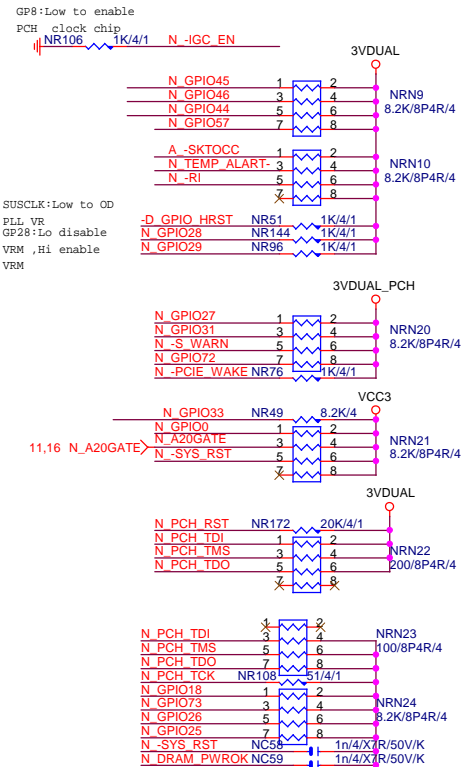 GP8:Low to enable
PCH clock chip
NR106 1K/4/1 N_-IGC_EN
3VDUAL
N_GPIO45 1 2 NRN9
N_GPIO46 3 4 8.2K/8P4R/4
N_GPIO44 5 6
N_GPIO57 7 8
A_-SKTOCC 1 2
N_TEMP_ALART- 3 4 NRN10
N_-RI 5 6 8.2K/8P4R/4
7 8
SUSCLK:Low to OD
PLL VR
-D_GPIO_HRST NR51 1K/4/1
GP28:Lo disable
N_GPIO28 NR144 1K/4/1
VRM ,Hi enable
N_GPIO29 NR96 1K/4/1
VRM
3VDUAL_PCH
N_GPIO27 1 2
N_GPIO31 3 4 NRN20
N_-S_WARN 5 6 8.2K/8P4R/4
N_GPIO72 7 8
N_-PCIE_WAKE NR76 1K/4/1
VCC3
N_GPIO33 NR49 8.2K/4
N_GPIO0 1 2
11,16 N_A20GATE N_A20GATE 3 4 NRN21
N_-SYS_RST 5 6 8.2K/8P4R/4
7 8
3VDUAL
N_PCH_RST NR172 20K/4/1
N_PCH_TDI 1 2
N_PCH_TMS 3 4 NRN22
N_PCH_TDO 5 6 200/8P4R/4
7 8
1 2
N_PCH_TDI 3 4 NRN23
N_PCH_TMS 5 6 100/8P4R/4
N_PCH_TDO 7 8
N_PCH_TCK NR108 51/4/1
N_GPIO18 1 2
N_GPIO73 3 4 NRN24
N_GPIO26 5 6 8.2K/8P4R/4
N_GPIO25 7 8
N_-SYS_RST NC58 1n/4/X7R/50V/K
N_DRAM_PWROK NC59 1n/4/X7R/50V/K